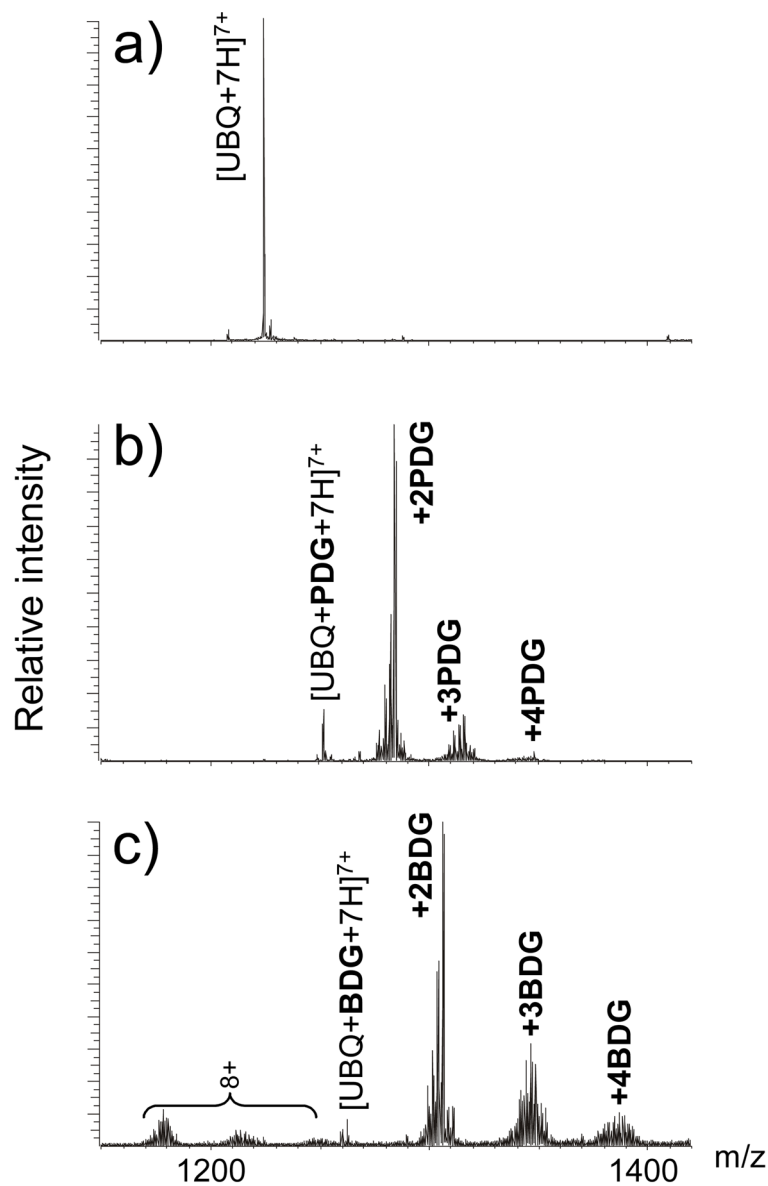 a)
[UBQ+7H]7+
b)
[UBQ+PDG+7H]7+
+2PDG
+3PDG
+4PDG
Relative intensity
c)
8+
[UBQ+BDG+7H]7+
+2BDG
+3BDG
+4BDG
1200
1400
m/z